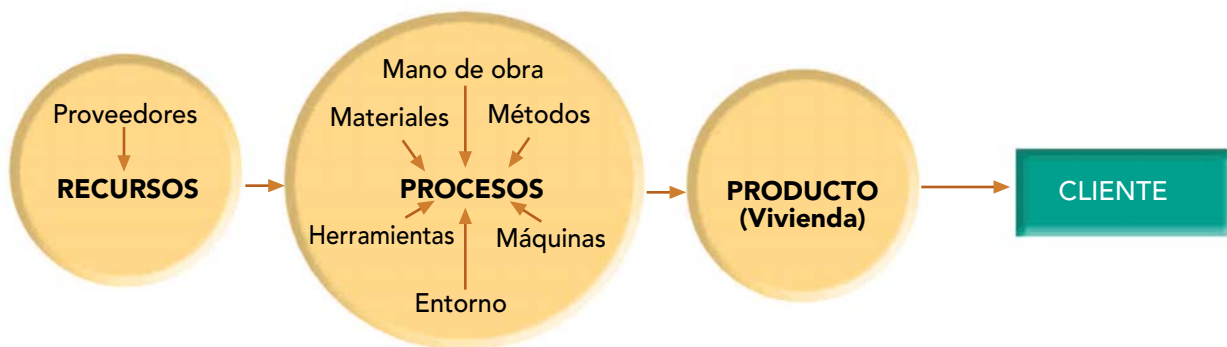 Proveedores
RECURSOS
Mano de obra
Materiales
Métodos
PROCESOS
Herramientas
Máquinas
Entorno
PRODUCTO
(Vivienda)
CLIENTE